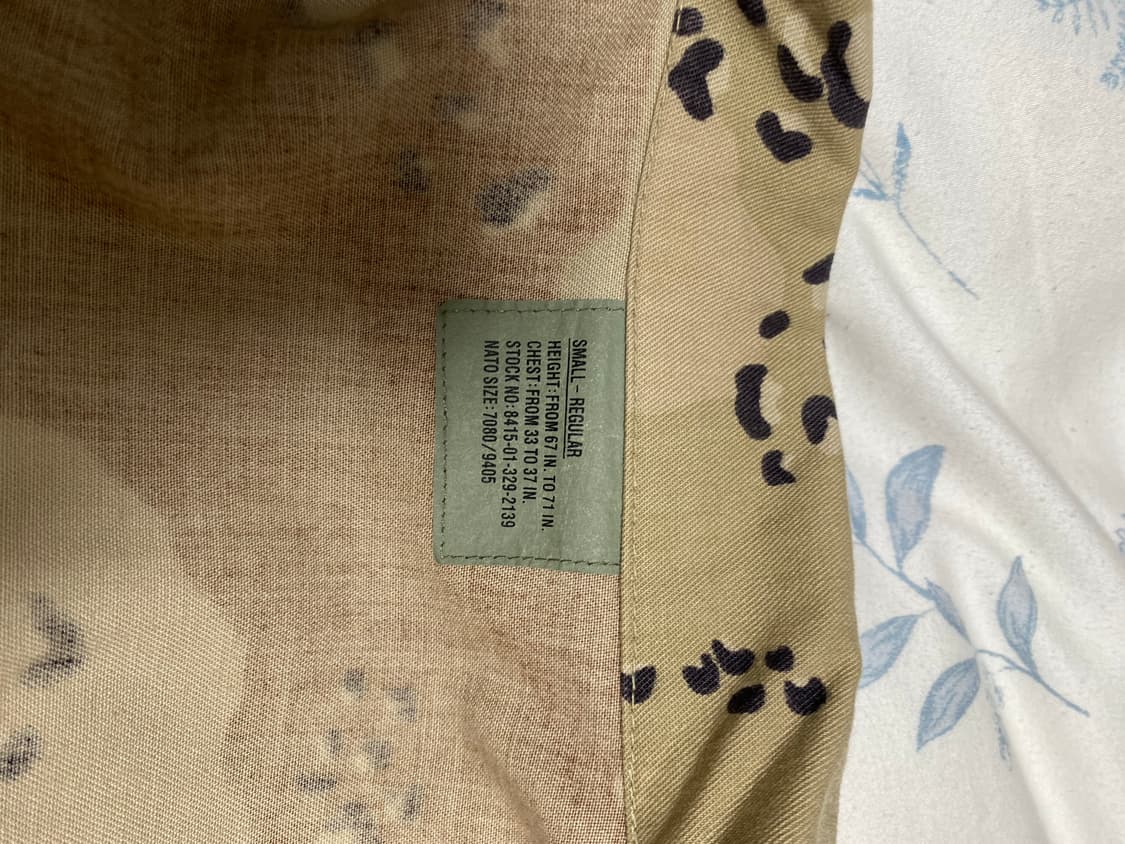 SMALL - REGULAR
HEIGHT: FROM 67 IN. TO 71 IN.
CHEST: FROM 33 TO 37 IN.
STOCK NO: 8415-01-329-2139
NATO SIZE: 7080/9405